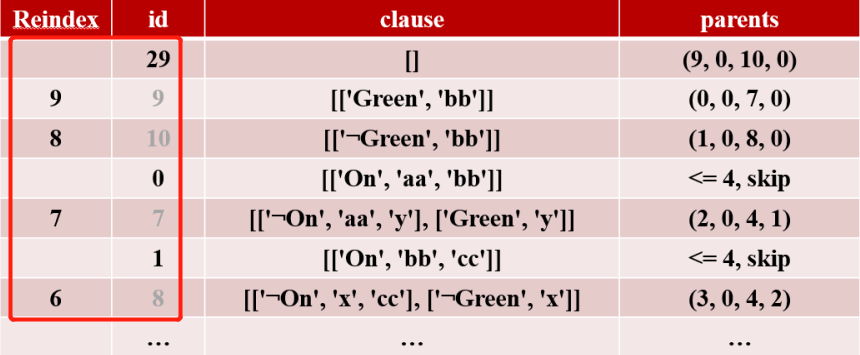 Reindex id clause parents
29 [] (9, 0, 10, 0)
9 9 [['Green', 'bb']] (0, 0, 7, 0)
8 10 [['¬Green', 'bb']] (1, 0, 8, 0)
0 [['On', 'aa', 'bb']] <= 4, skip
7 7 [['¬On', 'aa', 'y'], ['Green', 'y']] (2, 0, 4, 1)
1 [['On', 'bb', 'cc']] <= 4, skip
6 8 [['¬On', 'x', 'cc'], ['¬Green', 'x']] (3, 0, 4, 2)
... ... ...